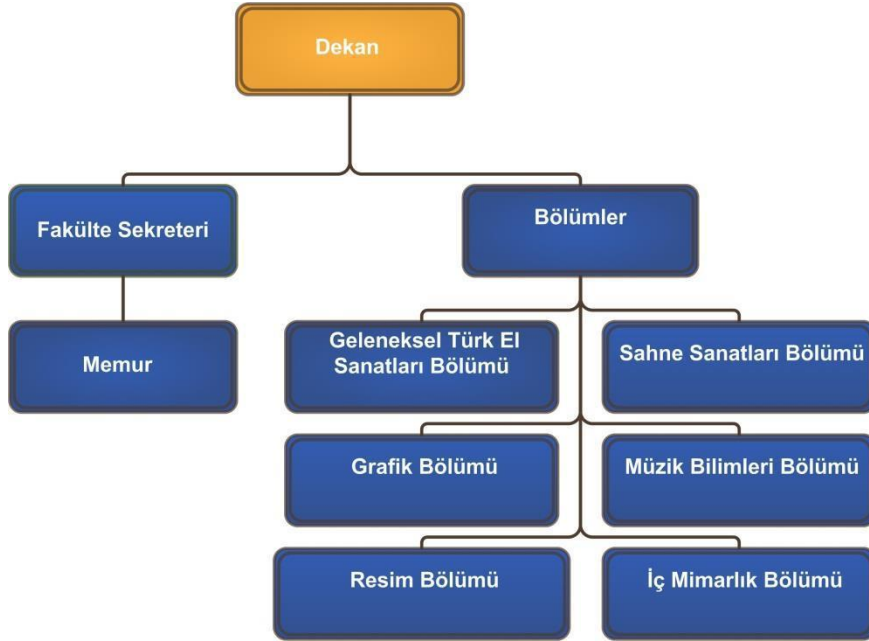 Dekan
Fakülte Sekreteri
Bölümler
Memur
Geleneksel Türk El
Sanatları Bölümü
Sahne Sanatları Bölümü
Grafik Bölümü
Müzik Bilimleri Bölümü
Resim Bölümü
İç Mimarlık Bölümü